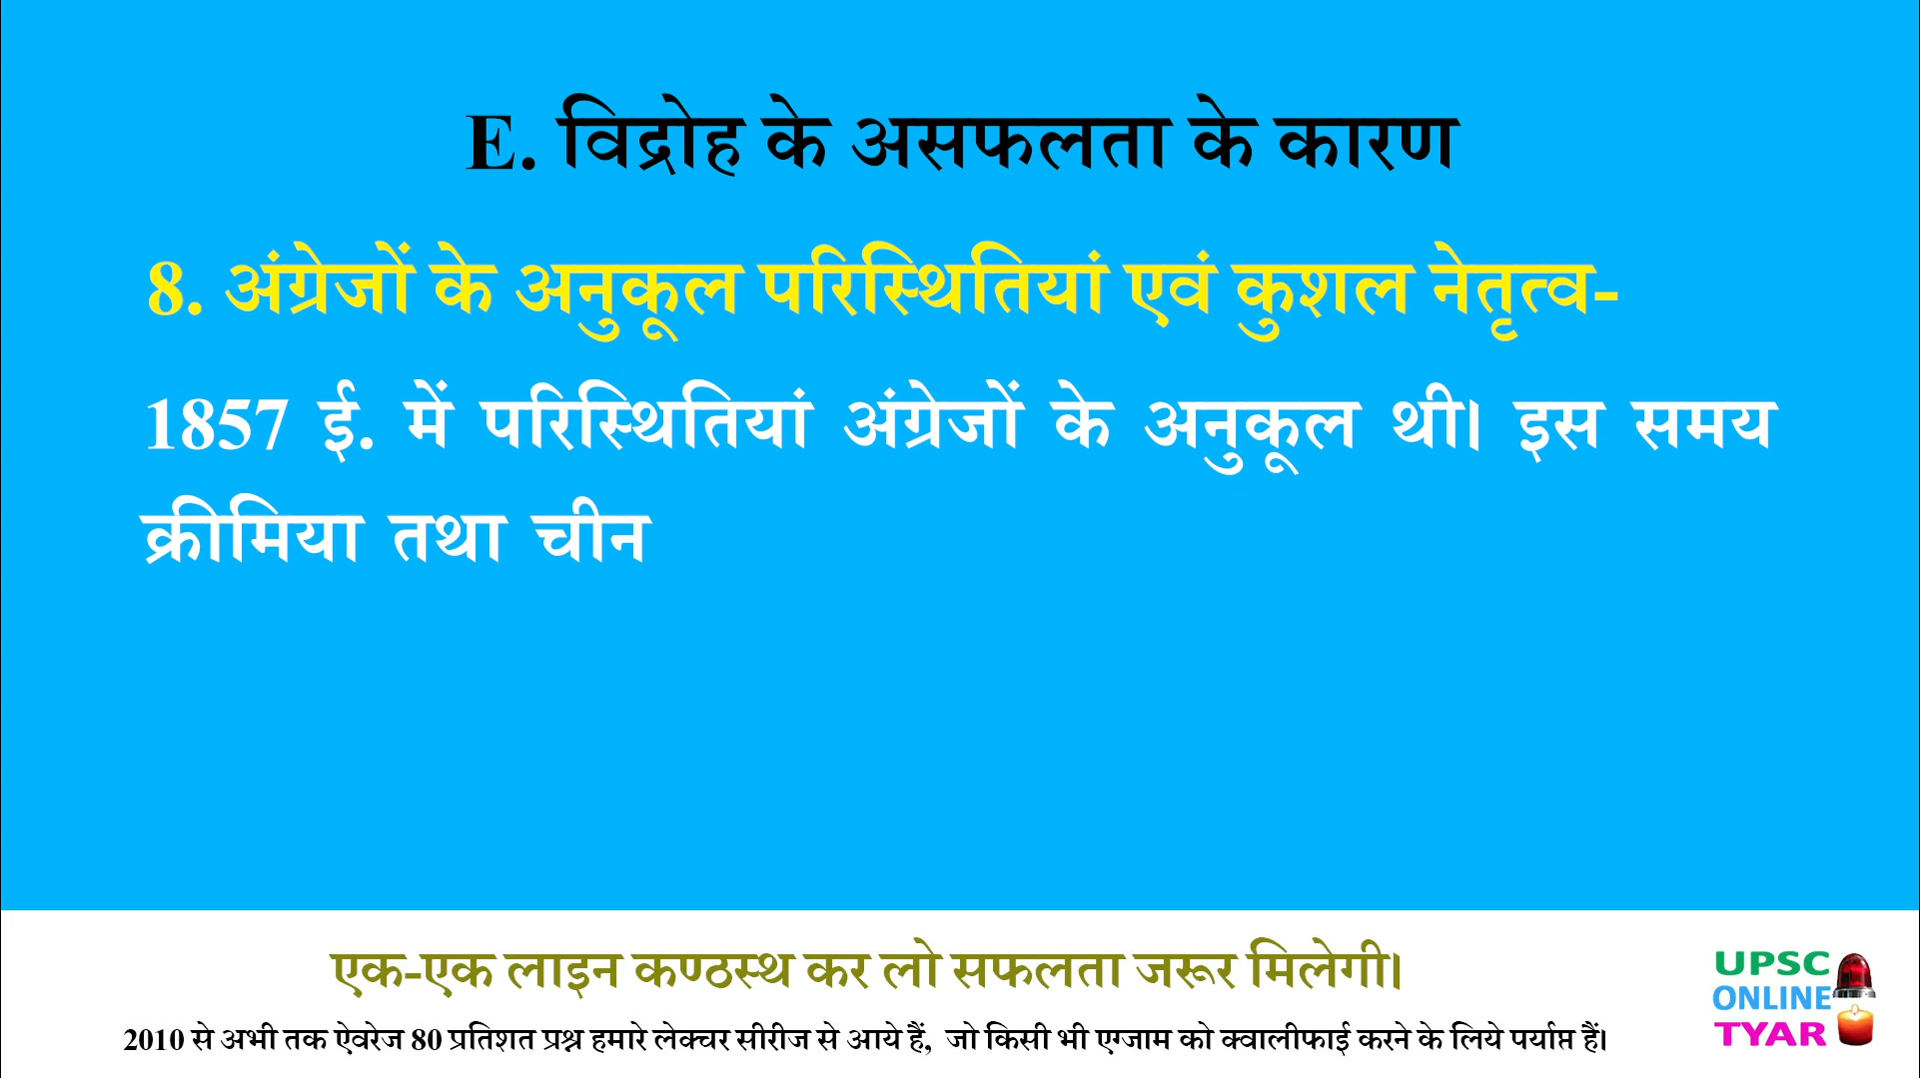 E. विद्रोह के असफलता के कारण
8. अंग्रेजों के अनुकूल परिस्थितियां एवं कुशल नेतृत्व-
1857 ई. में परिस्थितियां अंग्रेजों के अनुकूल थी। इस समय
क्रीमिया तथा चीन
एक-एक लाइन कण्ठस्थ कर लो सफलता जरूर मिलेगी।
2010 से अभी तक ऐवरेज 80 प्रतिशत प्रश्न हमारे लेक्चर सीरीज से आये हैं, जो किसी भी एग्जाम को क्वालीफाई करने के लिये पर्याप्त हैं।
UPSC
ONLINE
TYAR